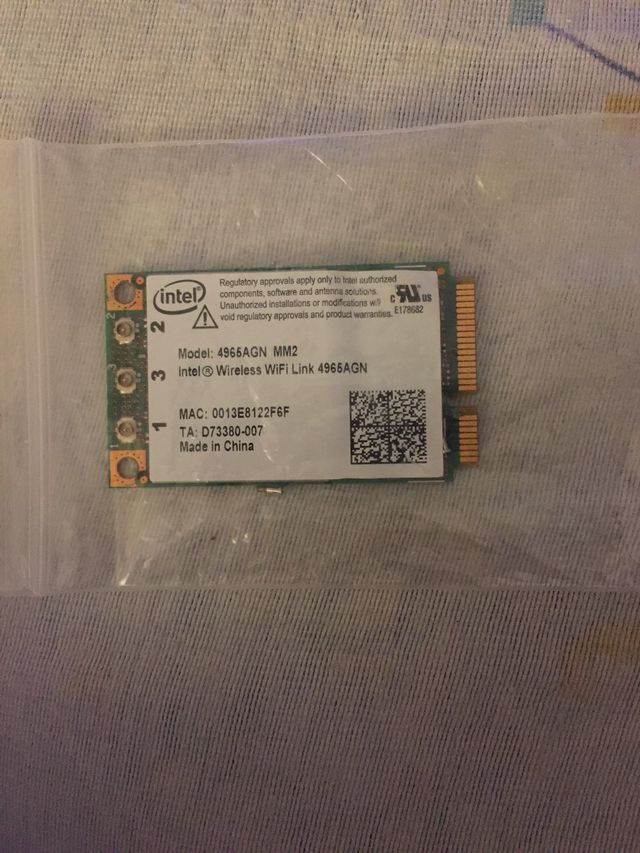 intel®
Regulatory approvals apply only to Intel authorized
components, software and antenna solutions.
Unauthorized installations or modifications will
void regulatory approvals and product warranties.
c UL US
E178682
2
3
1
Model: 4965AGN MM2
Intel® Wireless WiFi Link 4965AGN
MAC: 0013E8122F6F
TA: D73380-007
Made in China